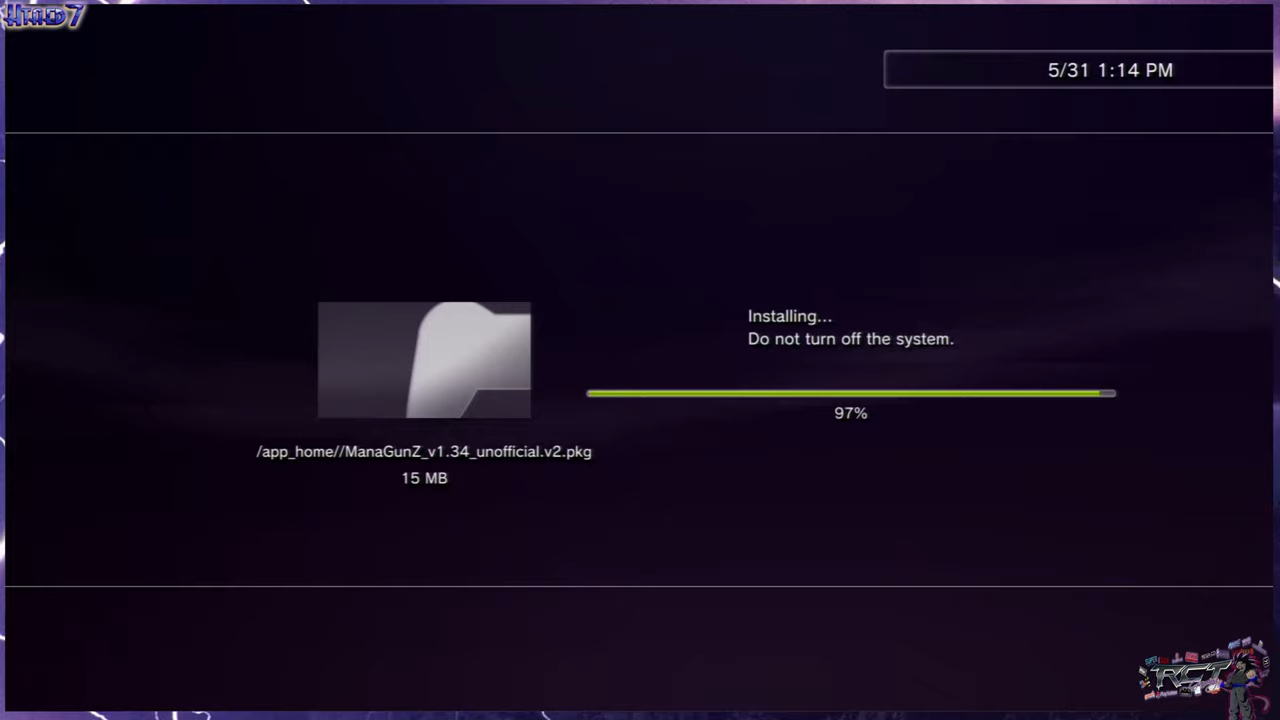 5/31 1:14 PM
Installing...
Do not turn off the system.
97%
/app_home//ManaGunZ_v1.34_unofficial.v2.pkg
15 MB
RCT